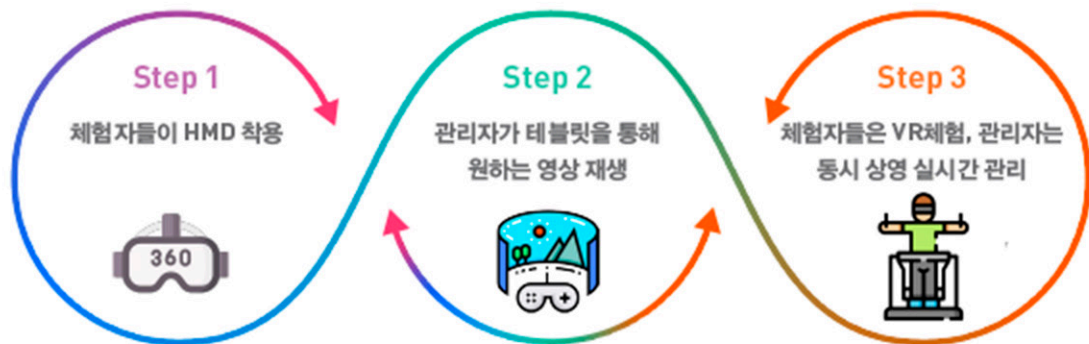 Step 1
체험자들이 HMD 착용
360
Step 2
관리자가 테블릿을 통해
원하는 영상 재생
Step 3
체험자들은 VR체험, 관리자는
동시 상영 실시간 관리